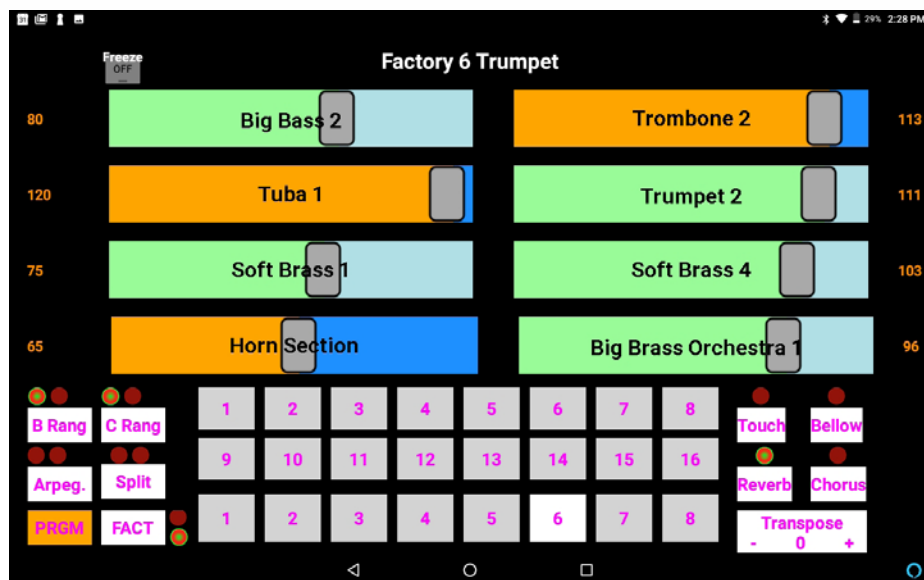 31
29% 2:28 PM
Freeze
OFF
Factory 6 Trumpet
80 Big Bass 2 Trombone 2 113
120 Tuba 1 Trumpet 2 111
75 Soft Brass 1 Soft Brass 4 103
65 Horn Section Big Brass Orchestra 1 96
B Rang C Rang 1 2 3 4 5 6 7 8 Touch Bellow
Arpeg. Split 9 10 11 12 13 14 15 16 Reverb Chorus
PRGM FACT 1 2 3 4 5 6 7 8 Transpose
- 0 +